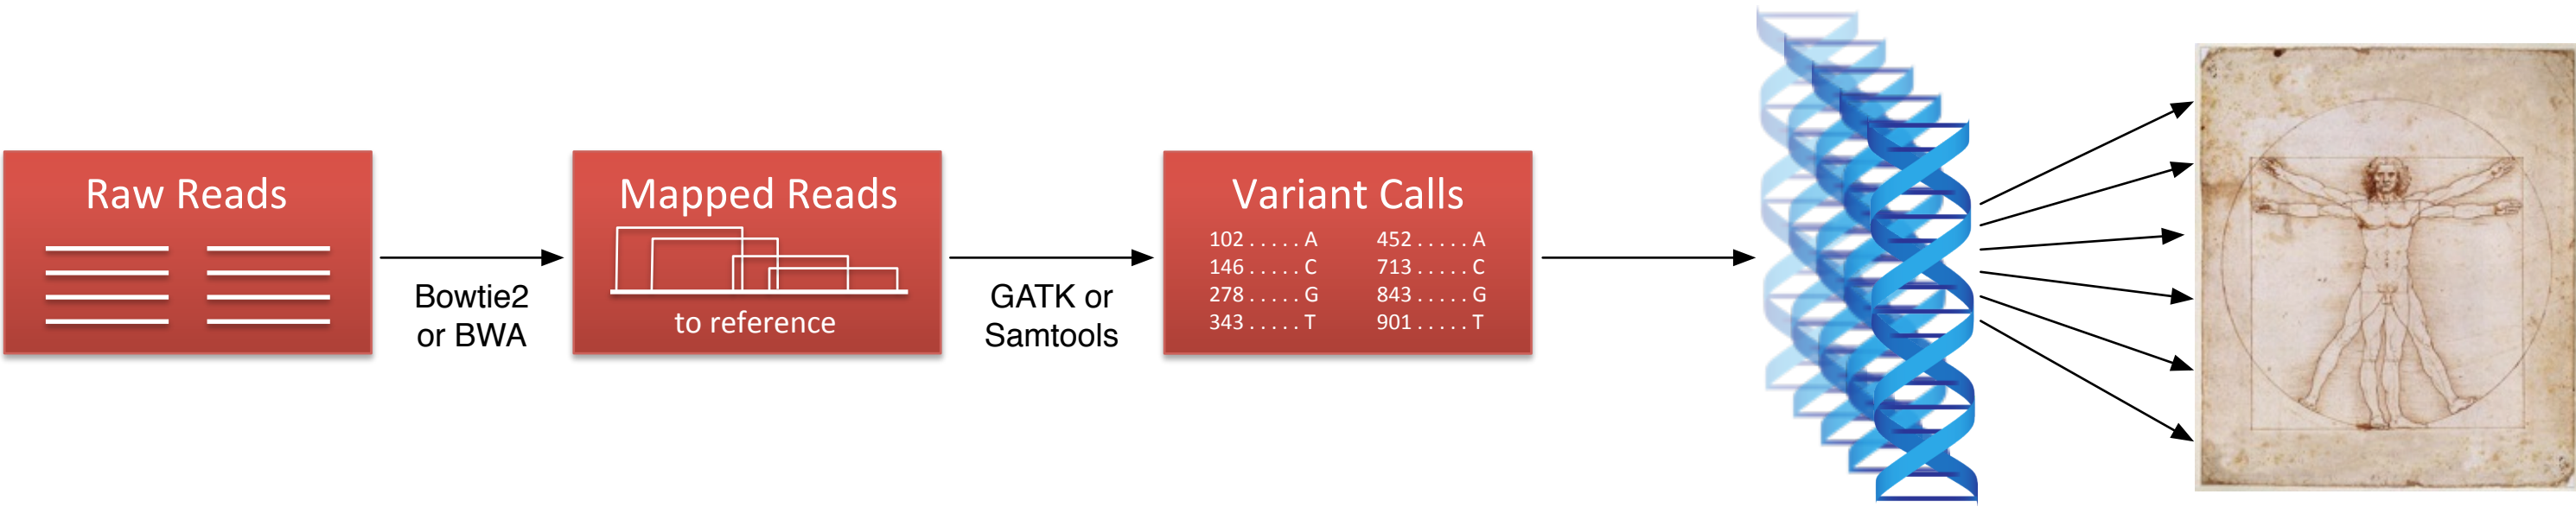 Raw Reads
Bowtie2
or BWA
Mapped Reads
to reference
GATK or
Samtools
Variant Calls
102 . . . . . A 452 . . . . . A
146 . . . . . C 713 . . . . . C
278 . . . . . G 843 . . . . . G
343 . . . . . T 901 . . . . . T